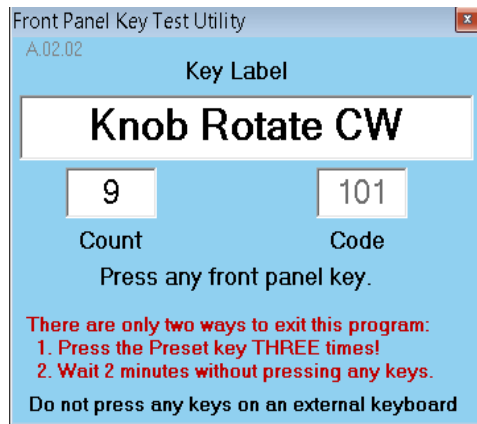 Front Panel Key Test Utility
A.02.02
Key Label
Knob Rotate CW
9 101
Count Code
Press any front panel key.
There are only two ways to exit this program:
1. Press the Preset key THREE times!
2. Wait 2 minutes without pressing any keys.
Do not press any keys on an external keyboard